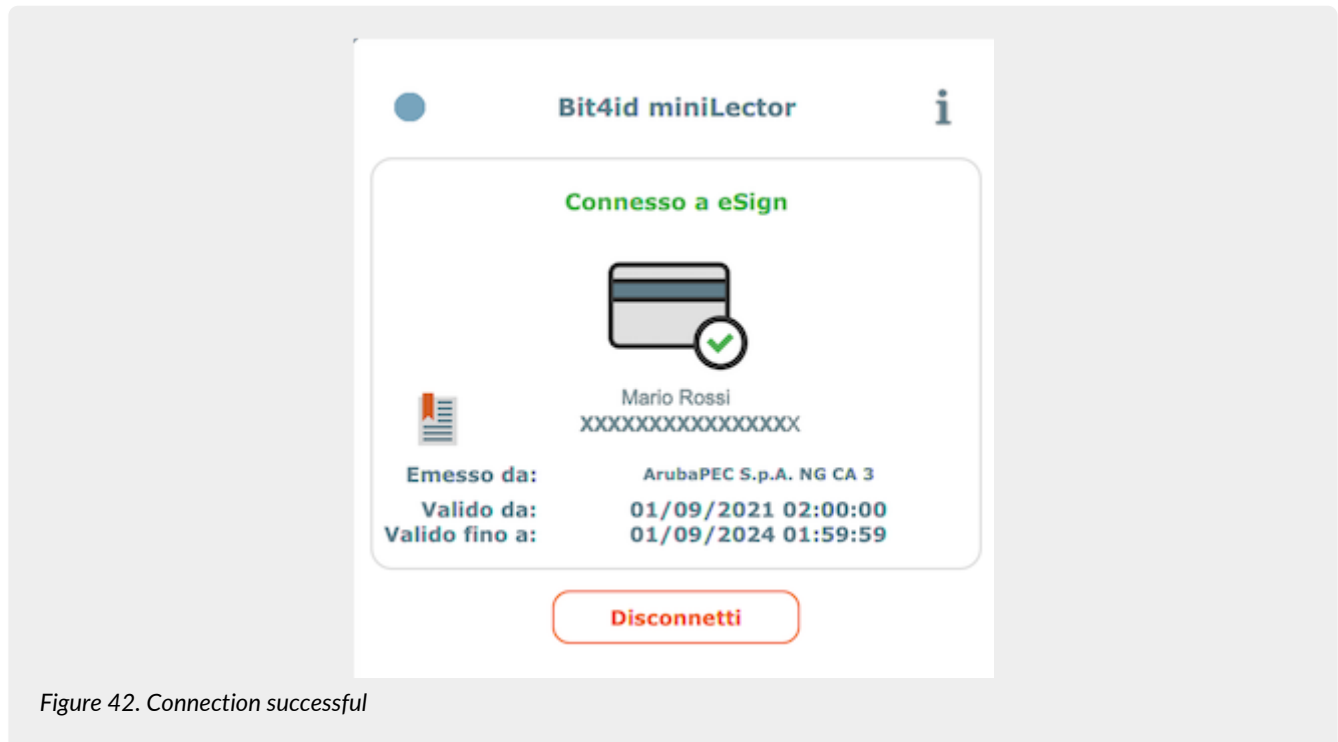 Bit4id miniLector i
Connesso a eSign
Mario Rossi
XXXXXXXXXXXXXXXX
Emesso da: ArubaPEC S.p.A. NG CA 3
Valido da: 01/09/2021 02:00:00
Valido fino a: 01/09/2024 01:59:59
Disconnetti
Figure 42. Connection successful